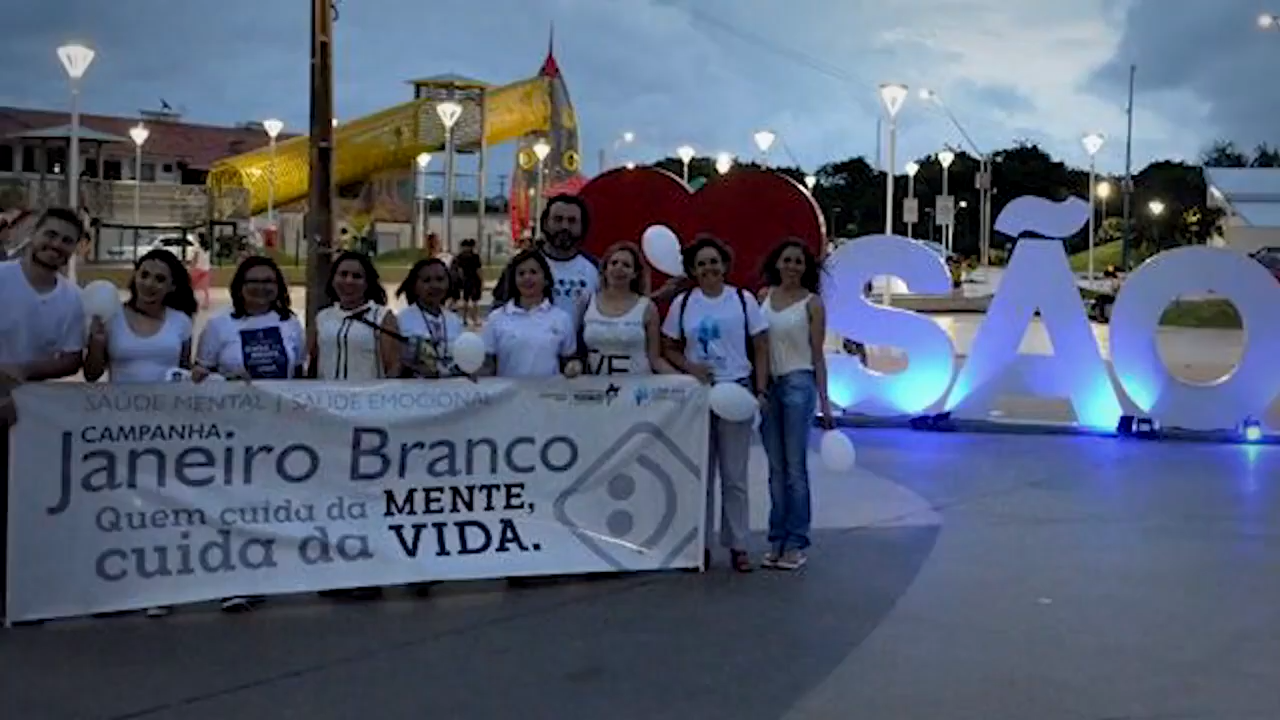 SAÚDE MENTAL | SAÚDE EMOCIONAL
CAMPANHA
Janeiro Branco
Quem cuida da MENTE,
cuida da VIDA.
SÃO